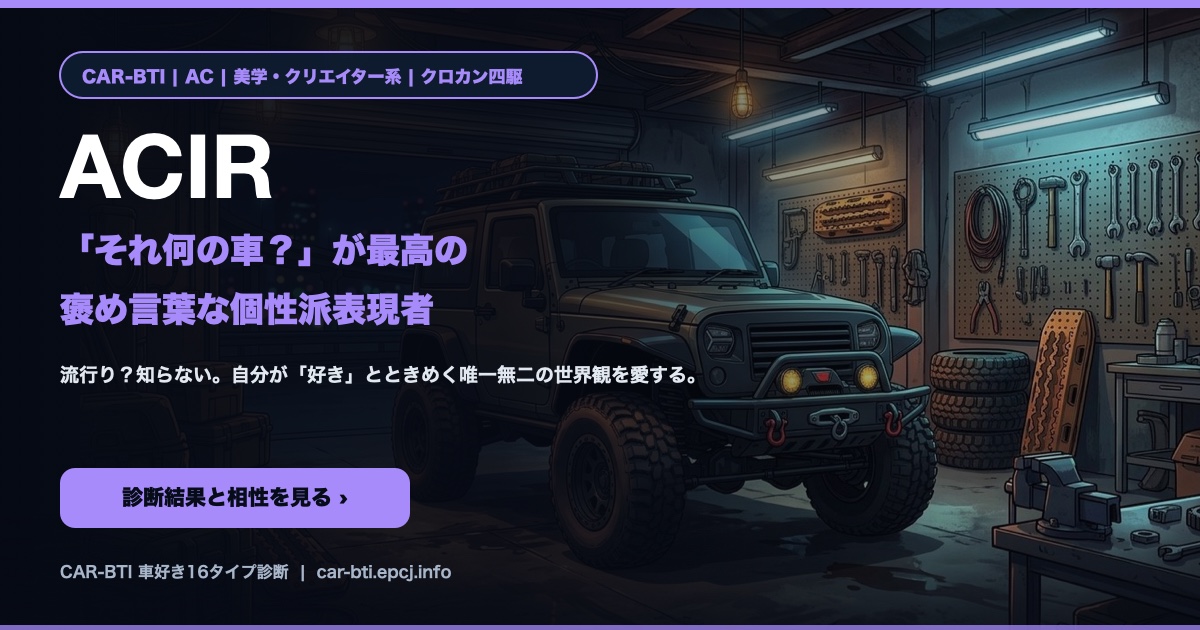 CAR-BTI | AC | 美学・クリエイター系 | クロカン四駆
ACIR
「それ何の車？」が最高の
褒め言葉な個性派表現者
流行り？知らない。自分が「好き」とときめく唯一無二の世界観を愛する。
診断結果と相性を見る ›
CAR-BTI 車好き16タイプ診断 | car-bti.epcj.info